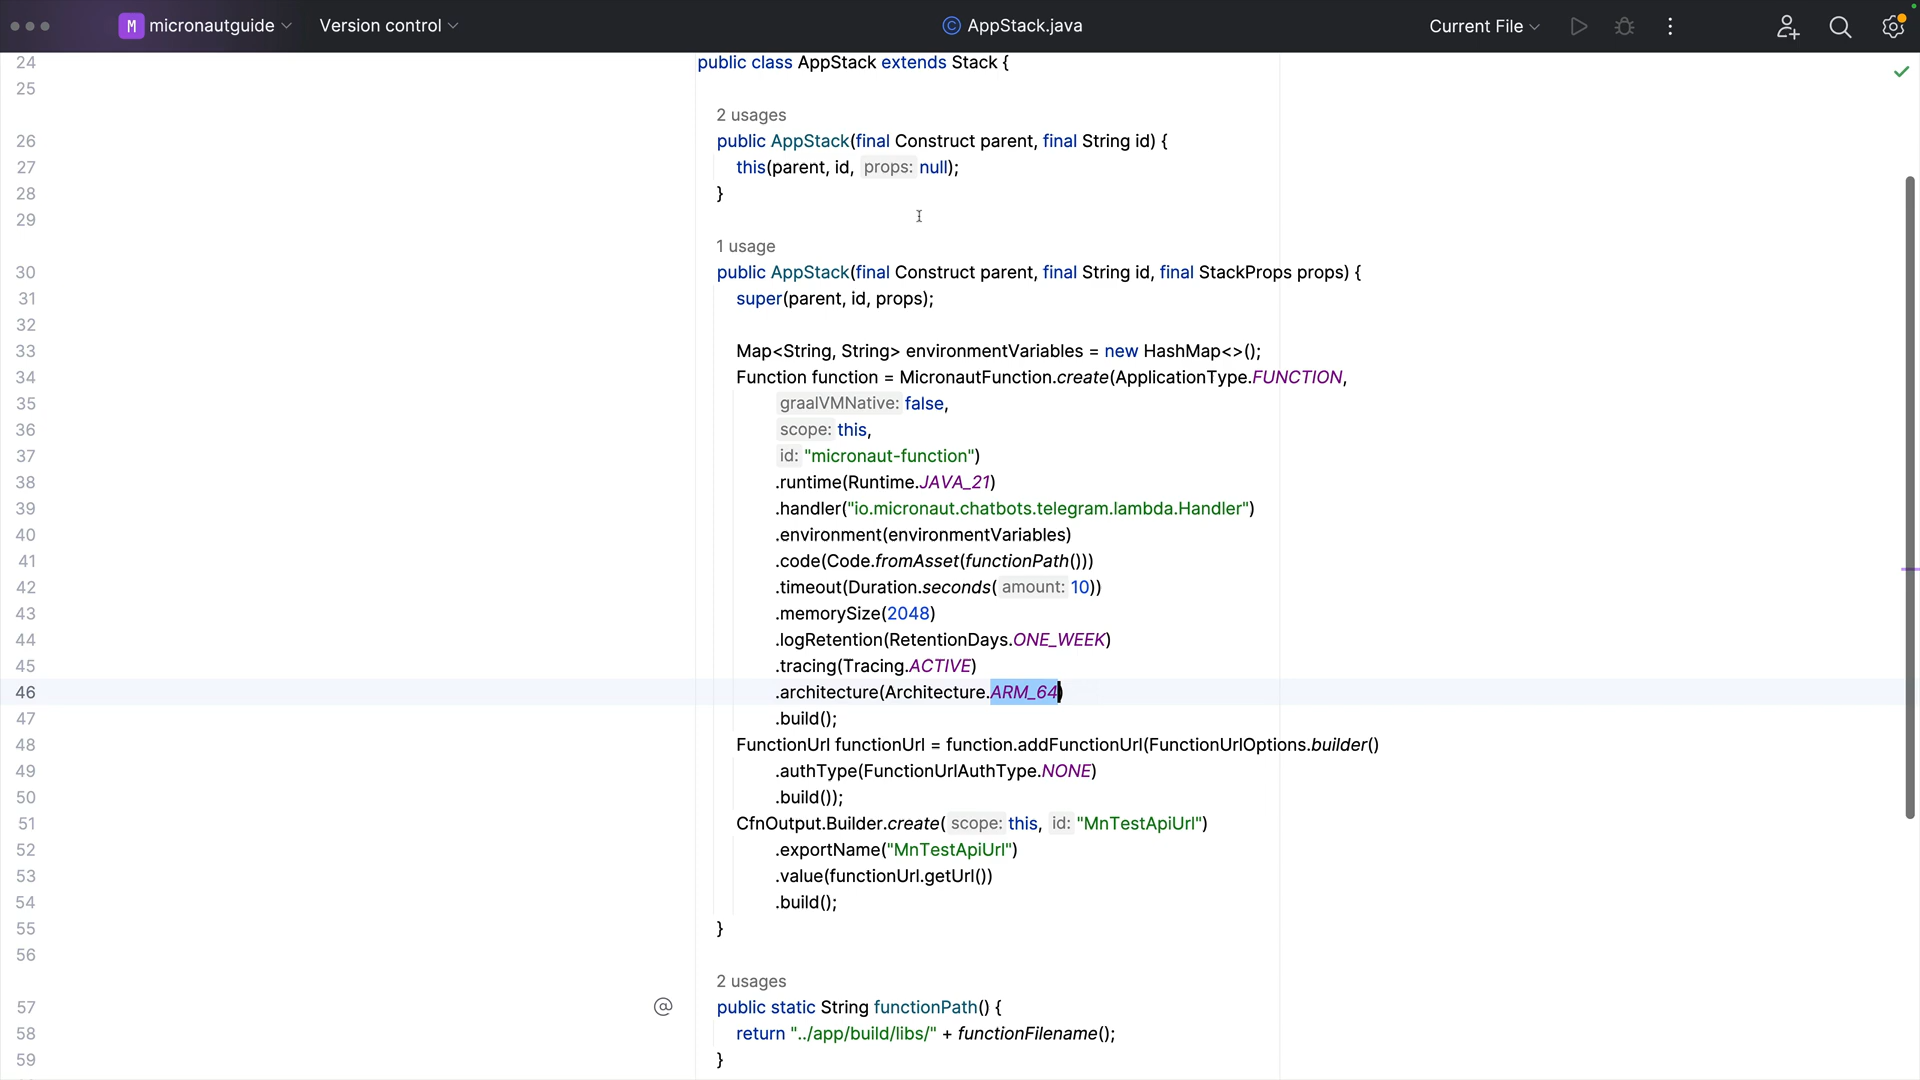 M micronautguide Version control AppStack.java Current File
24 public class AppStack extends Stack {
25
2 usages
26 public AppStack(final Construct parent, final String id) {
27 this(parent, id, props: null);
28 }
29
1 usage
30 public AppStack(final Construct parent, final String id, final StackProps props) {
31 super(parent, id, props);
32
33 Map<String, String> environmentVariables = new HashMap<>();
34 Function function = MicronautFunction.create(ApplicationType.FUNCTION,
35 graalVMNative: false,
36 scope: this,
37 id: "micronaut-function")
38 .runtime(Runtime.JAVA_21)
39 .handler("io.micronaut.chatbots.telegram.lambda.Handler")
40 .environment(environmentVariables)
41 .code(Code.fromAsset(functionPath()))
42 .timeout(Duration.seconds( amount: 10))
43 .memorySize(2048)
44 .logRetention(RetentionDays.ONE_WEEK)
45 .tracing(Tracing.ACTIVE)
46 .architecture(Architecture.ARM_64)
47 .build();
48 FunctionUrl functionUrl = function.addFunctionUrl(FunctionUrlOptions.builder()
49 .authType(FunctionUrlAuthType.NONE)
50 .build());
51 CfnOutput.Builder.create( scope: this, id: "MnTestApiUrl")
52 .exportName("MnTestApiUrl")
53 .value(functionUrl.getUrl())
54 .build();
55 }
56
2 usages
57 @ public static String functionPath() {
58 return "../app/build/libs/" + functionFilename();
59 }